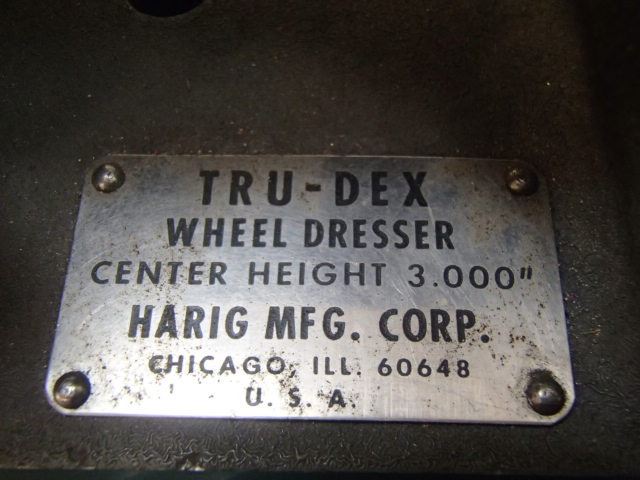 TRU-DEX
WHEEL DRESSER
CENTER HEIGHT 3.000"
HARIG MFG. CORP.
CHICAGO, ILL. 60648
U. S. A.